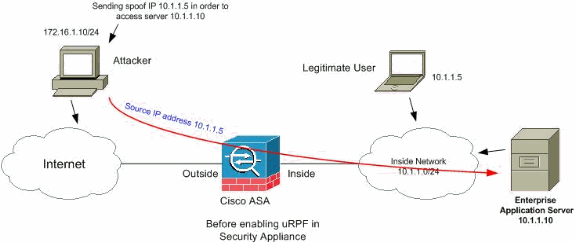 Sending spoof IP 10.1.1.5 in order to
access server 10.1.1.10
172.16.1.10/24
Attacker
Legitimate User
10.1.1.5
Source IP address 10.1.1.5
Internet
Outside
Inside
Cisco ASA
Inside Network
10.1.1.0/24
Enterprise
Application Server
10.1.1.10
Before enabling uRPF in
Security Appliance